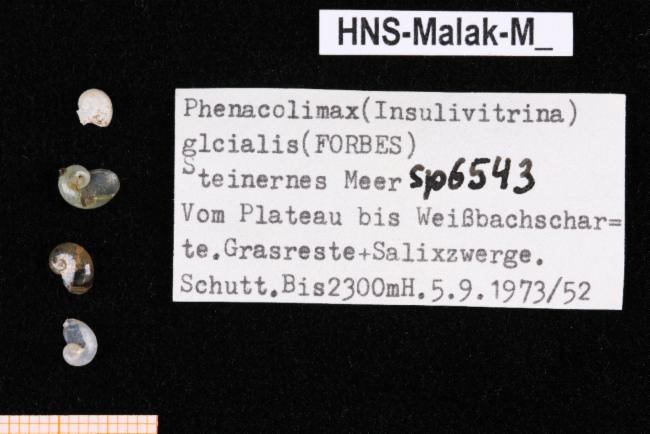 HNS-Malak-M_
Phenacolimax(Insulivitrina)
glcialis(FORBES)
Steinernes Meer sp6543
Vom Plateau bis Weißbachschar=
te.Grasreste+Salixzwerge.
Schutt.Bis2300mH.5.9.1973/52